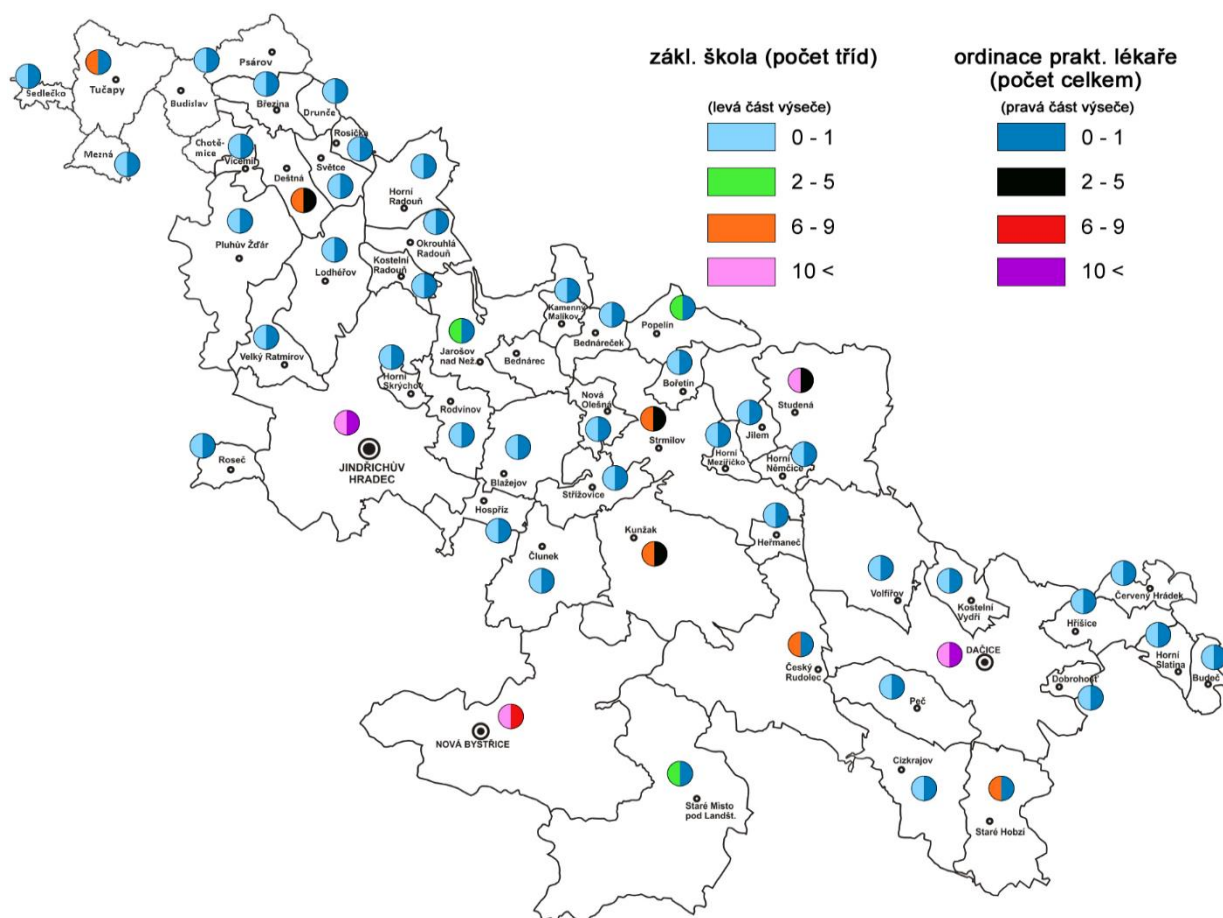 zákl. škola (počet tříd)
(levá část výseče)
0 - 1
2 - 5
6 - 9
10 <
ordinace prakt. lékaře
(počet celkem)
(pravá část výseče)
0 - 1
2 - 5
6 - 9
10 <
Psárov
Sedlečko
Tučapy
Budislav
Březina
Drunče
Mezná
Chotě-
mice
Vícemil
Rosička
Světce
Deštná
Horní
Radouň
Pluhův Žďár
Okrouhlá
Radouň
Lodhéřov
Kostelní
Radouň
Kamenný
Malíkov
Bednáreček
Popelín
Velký Ratmírov
Jarošov
nad Než.
Bednárec
Horní
Skrýchov
Rodvínov
Nová
Olešná
Bořetín
Studená
Strmilov
Jilem
Horní
Meziříčko
Horní
Němčice
Roseč
JINDŘICHŮV
HRADEC
Blažejov
Střížovice
Hospříz
Člunek
Kunžak
Heřmaneč
Volfířov
Kostelní
Vydří
Červený Hrádek
Hříšice
Horní
Slatina
Budeč
Český
Rudolec
DAČICE
Dobrohosť
Peč
NOVÁ BYSTŘICE
Cizkrajov
Staré Místo
pod Landšt.
Staré Hobzí